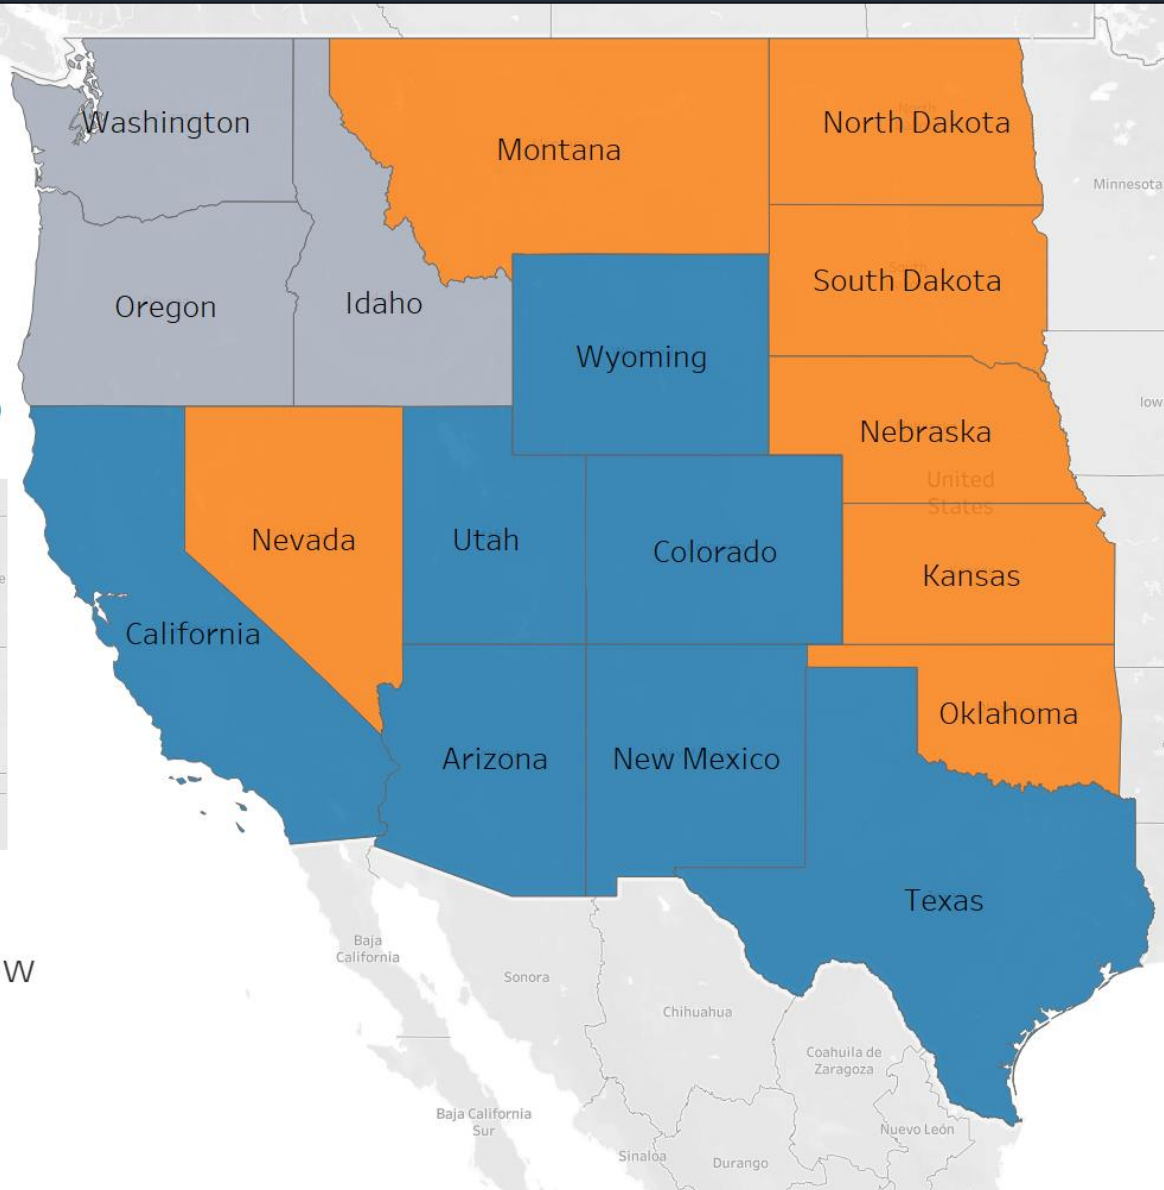 Washington
Montana
North Dakota
North
Minnesota
South Dakota
South
Oregon
Idaho
Wyoming
Iow
Nebraska
United
States
Nevada
Utah
Colorado
Kansas
California
Oklahoma
Arizona
New Mexico
Texas
Baja
California
W
Sonora
Chihuahua
Coahuila de
Zaragoza
Baja California
Sur
Nuevo León
Sinaloa
Durango